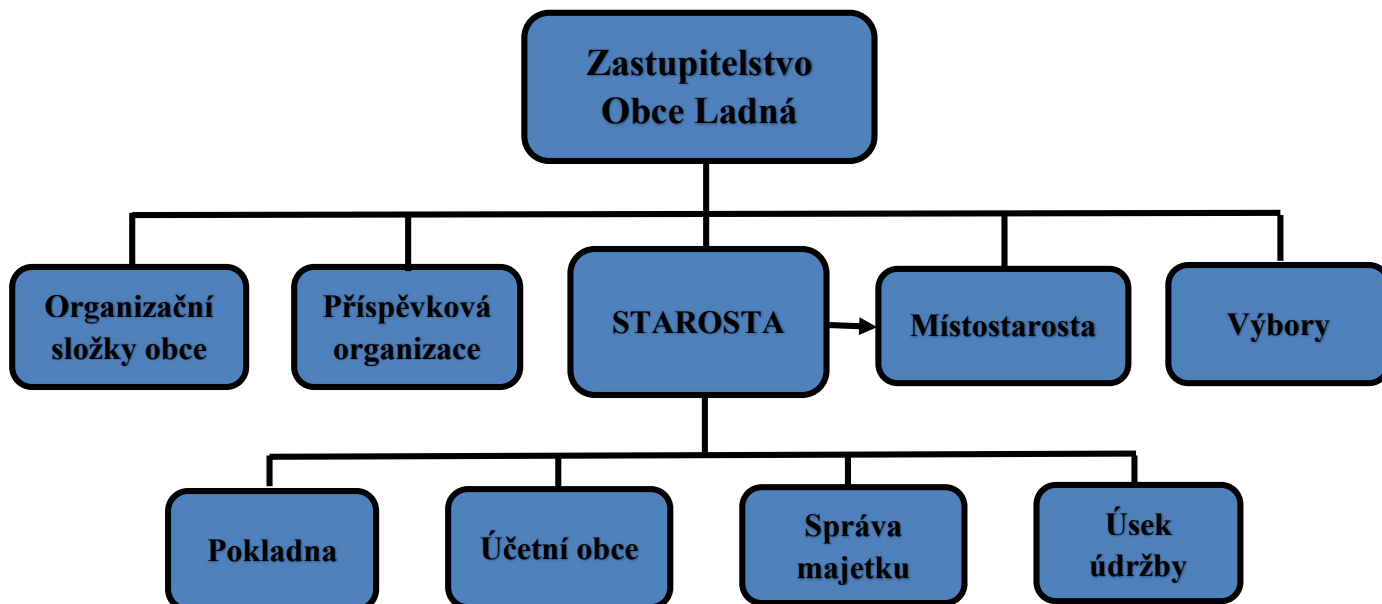 Zastupitelstvo
Obce Ladná
Organizační
složky obce
Příspěvková
organizace
STAROSTA
Místostarosta
Výbory
Pokladna
Účetní obce
Správa
majetku
Úsek
údržby